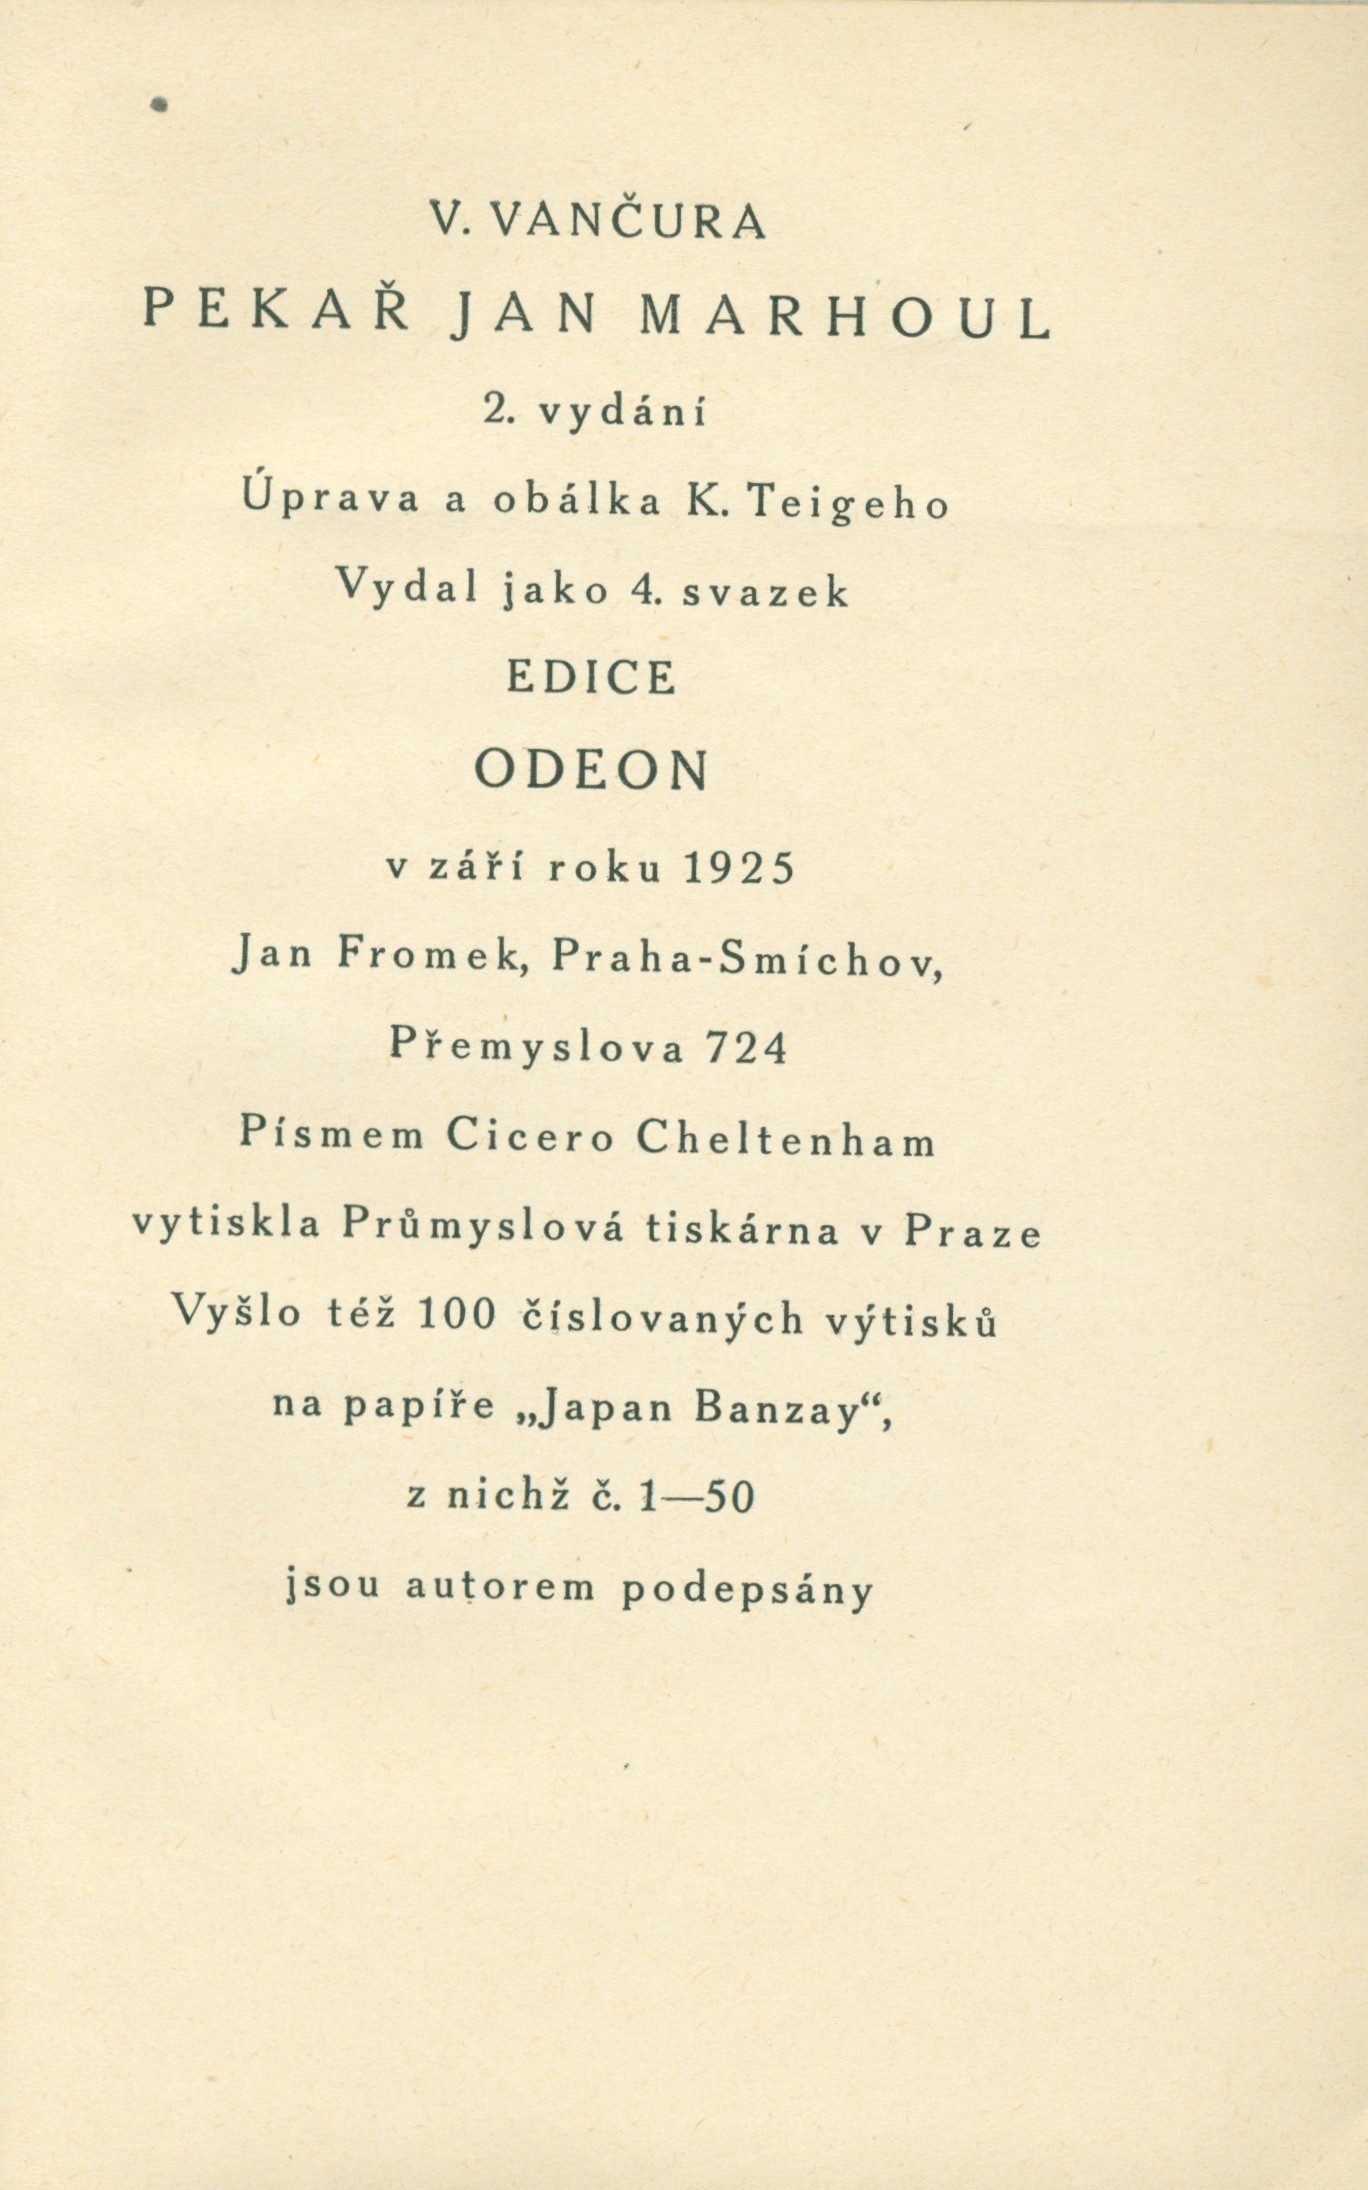 V. VANČURA
PEKAŘ JAN MARHOUL
2. vydání
Úprava a obálka K. Teigeho
Vydal jako 4. svazek
EDICE
ODEON
v září roku 1925
Jan Fromek, Praha-Smíchov,
Přemyslova 724
Písmem Cicero Cheltenham
vytiskla Průmyslová tiskárna v Praze
Vyšlo též 100 číslovaných výtisků
na papíře „Japan Banzay“,
z nichž č. 1—50
jsou autorem podepsány